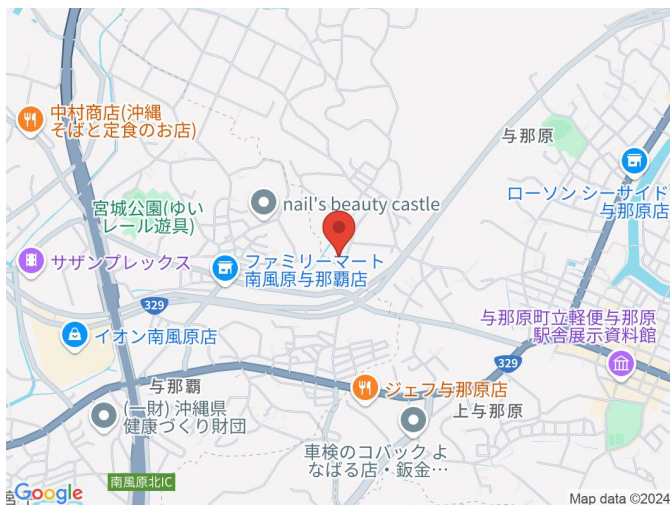 与那原
中村商店(沖縄
そばと定食のお店)
ローソン シーサイド
与那原店
nail's beauty castle
宮城公園(ゆい
レール遊具)
サザンプレックス
ファミリーマート
南風原与那覇店
329
イオン南風原店
与那原町立軽便与那原
駅舎展示資料館
329
与那覇
ジェフ与那原店
上与那原
(一財)沖縄県
健康づくり財団
車検のコバック よ
なばる店・鈑金…
南風原北IC
Google
Map data ©2024